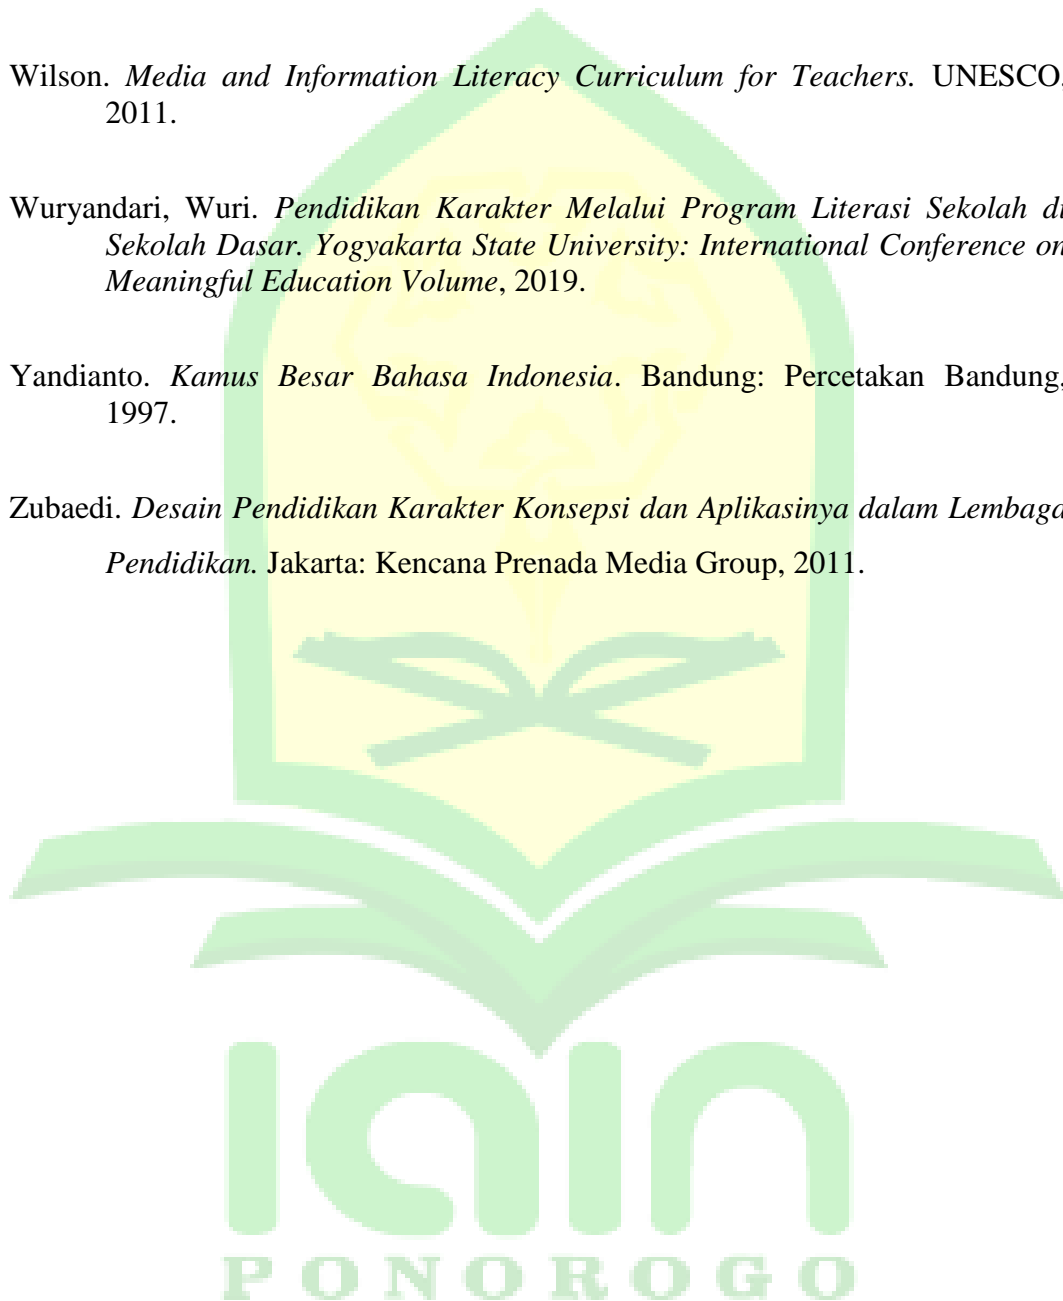 Wilson. Media and Information Literacy Curriculum for Teachers. UNESCO,
2011.
Wuryandari, Wuri. Pendidikan Karakter Melalui Program Literasi Sekolah di
Sekolah Dasar. Yogyakarta State University: International Conference on
Meaningful Education Volume, 2019.
Yandianto. Kamus Besar Bahasa Indonesia. Bandung: Percetakan Bandung,
1997.
Zubaedi. Desain Pendidikan Karakter Konsepsi dan Aplikasinya dalam Lembaga
Pendidikan. Jakarta: Kencana Prenada Media Group, 2011.
iain
PONOROGO